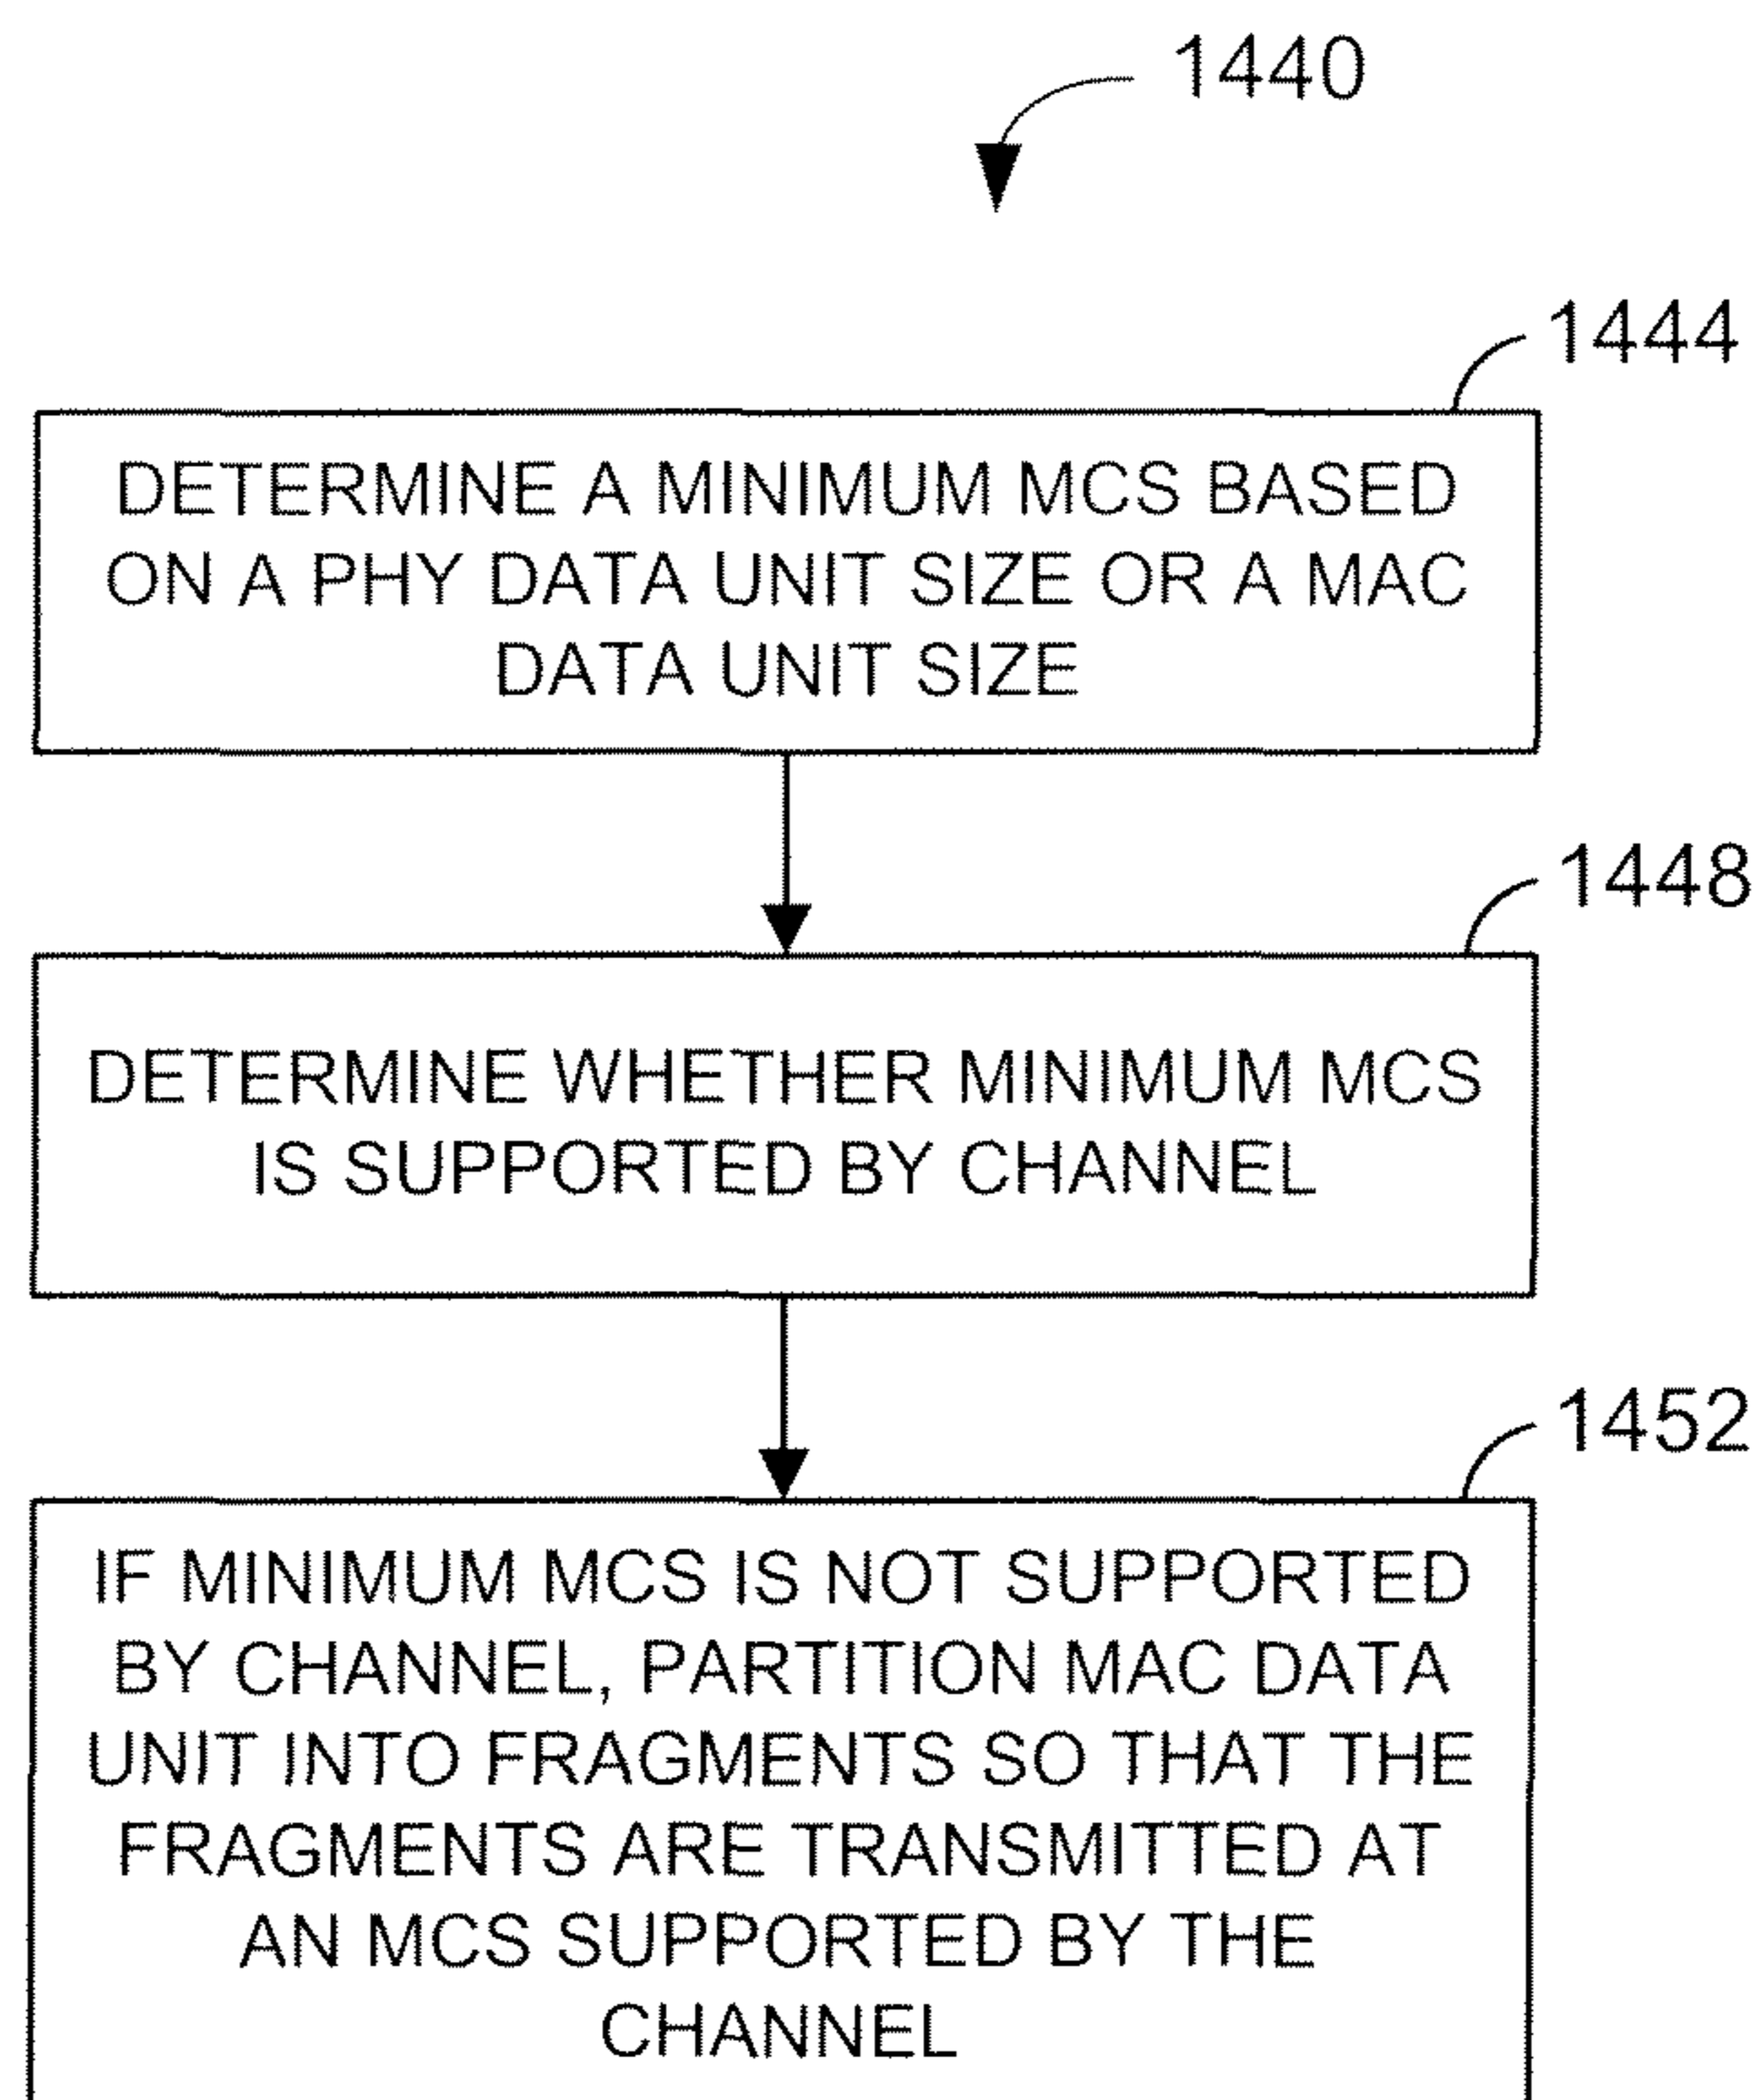 1440
1444
DETERMINE A MINIMUM MCS BASED
ON A PHY DATA UNIT SIZE OR A MAC
DATA UNIT SIZE
1448
DETERMINE WHETHER MINIMUM MCS
IS SUPPORTED BY CHANNEL
1452
IF MINIMUM MCS IS NOT SUPPORTED
BY CHANNEL, PARTITION MAC DATA
UNIT INTO FRAGMENTS SO THAT THE
FRAGMENTS ARE TRANSMITTED AT
AN MCS SUPPORTED BY THE
CHANNEL